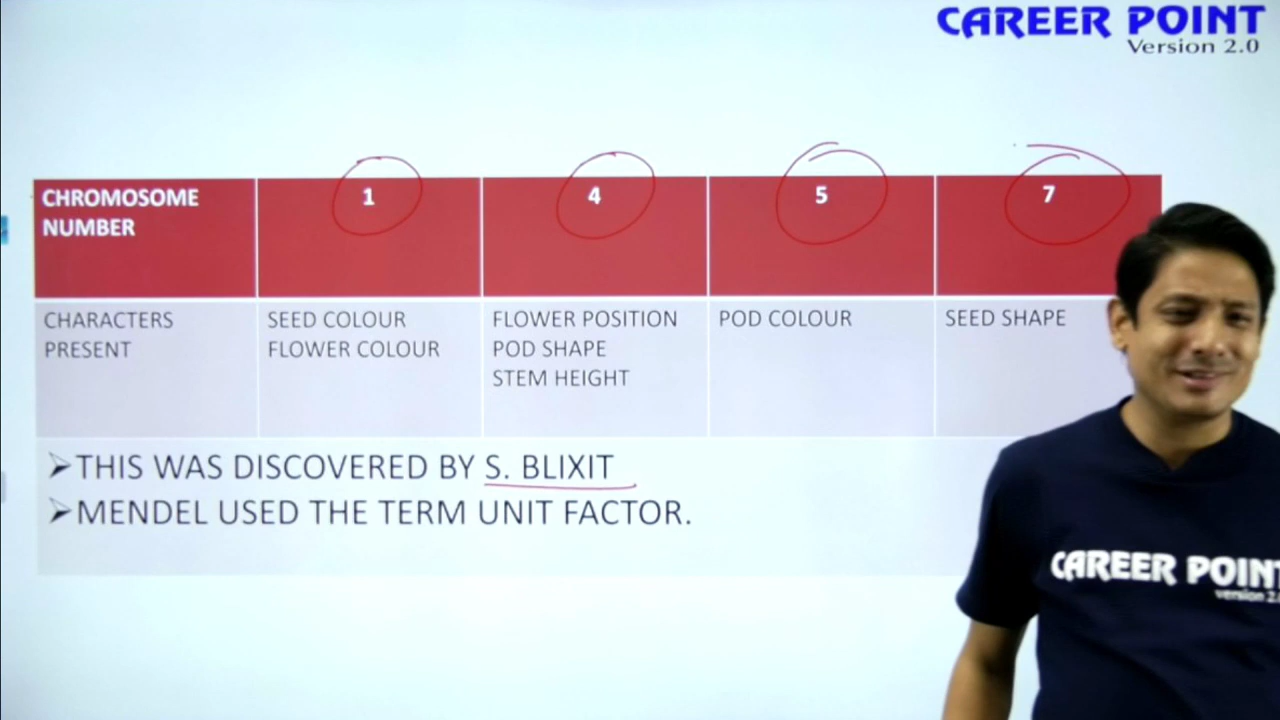 CAREER POINT
Version 2.0
CHROMOSOME
NUMBER
1
4
5
7
CHARACTERS
PRESENT
SEED COLOUR
FLOWER COLOUR
FLOWER POSITION
POD SHAPE
STEM HEIGHT
POD COLOUR
SEED SHAPE
➢THIS WAS DISCOVERED BY S. BLIXIT
➢MENDEL USED THE TERM UNIT FACTOR.
CAREER POINT
version 2.